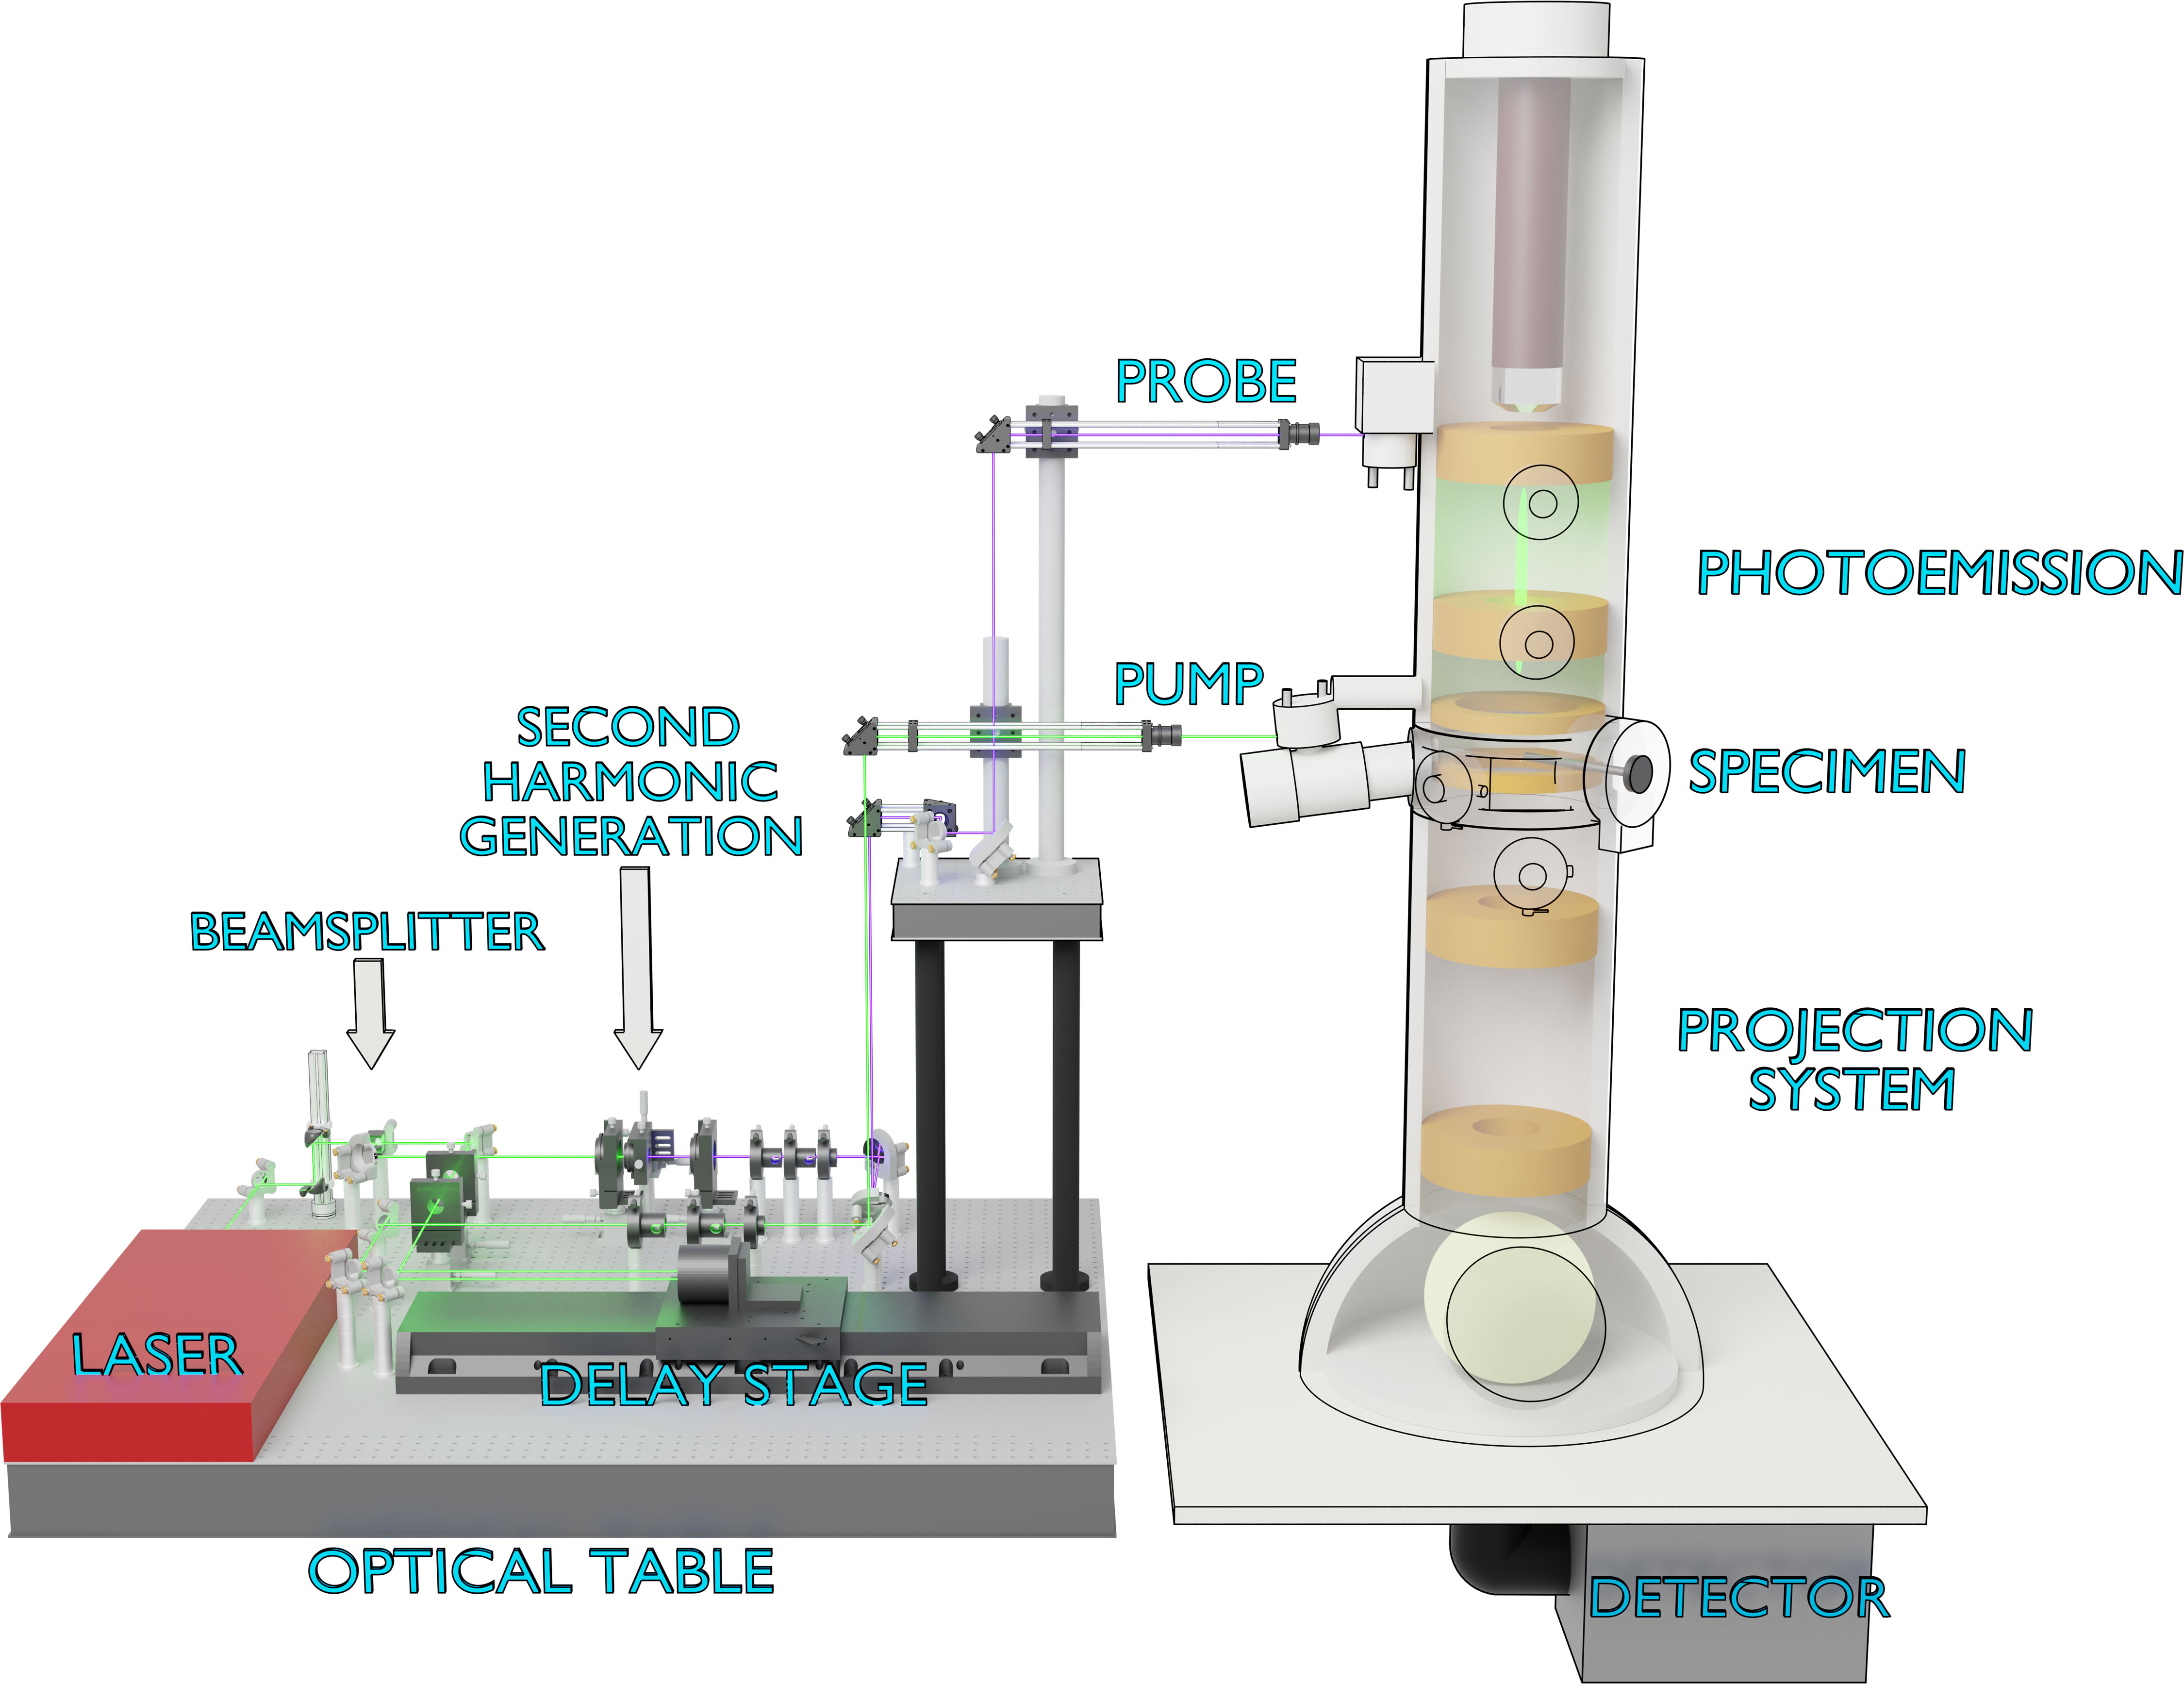 PROBE
PHOTOEMISSION
PUMP
SECOND
HARMONIC
GENERATION
SPECIMEN
BEAMSPLITTER
PROJECTION
SYSTEM
LASER
DELAY STAGE
OPTICAL TABLE
DETECTOR